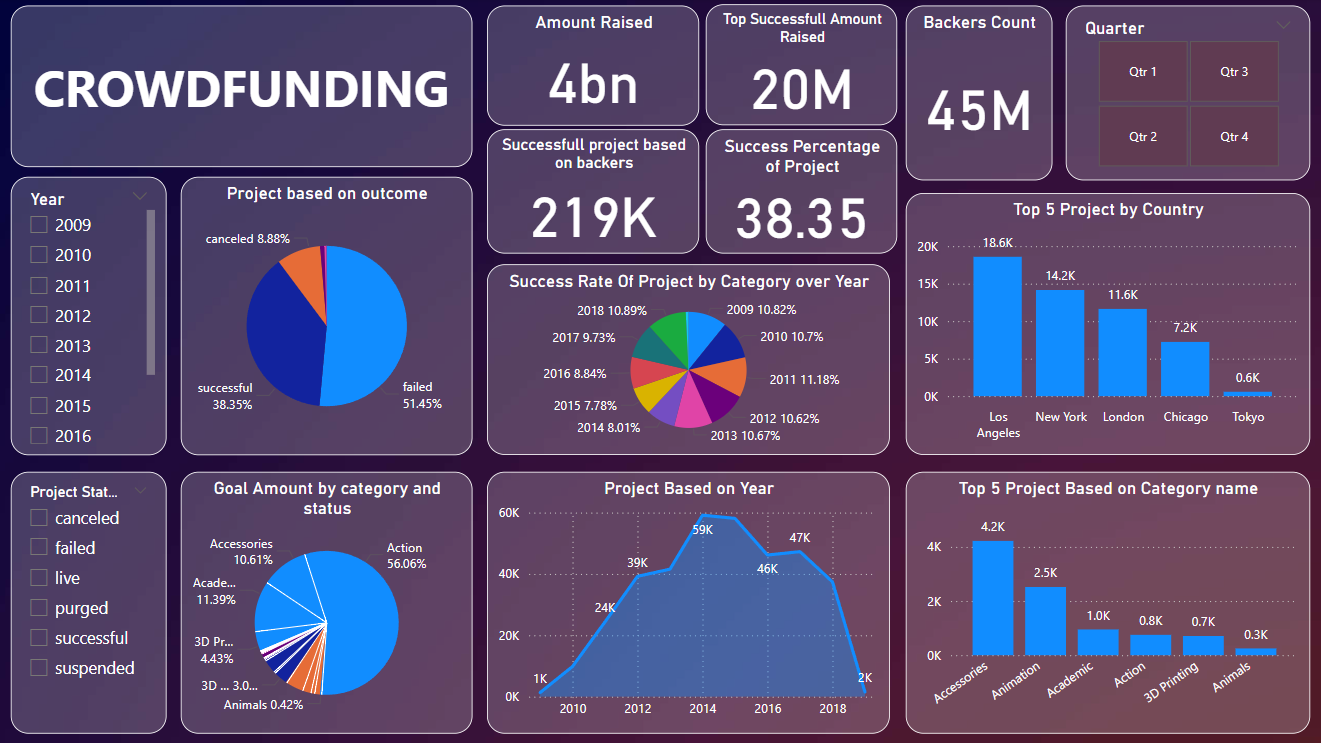 CROWDFUNDING
Amount Raised
4bn
Top Successfull Amount
Raised
20M
Backers Count
45M
Quarter
Qtr 1
Qtr 3
Qtr 2
Qtr 4
Successfull project based
on backers
219K
Success Percentage
of Project
38.35
Year
2009
2010
2011
2012
2013
2014
2015
2016
Project based on outcome
canceled 8.88%
successful
38.35%
failed
51.45%
Success Rate Of Project by Category over Year
2018 10.89%
2009 10.82%
2017 9.73%
2010 10.7%
2016 8.84%
2011 11.18%
2015 7.78%
2012 10.62%
2014 8.01%
2013 10.67%
Top 5 Project by Country
20K
15K
10K
5K
0K
18.6K
14.2K
11.6K
7.2K
0.6K
Los
Angeles
New York
London
Chicago
Tokyo
Project Stat...
canceled
failed
live
purged
successful
suspended
Goal Amount by category and
status
Accessories
10.61%
Action
56.06%
Acade...
11.39%
3D Pr...
4.43%
3D ... 3.0...
Animals 0.42%
Project Based on Year
60K
40K
20K
0K
1K
24K
39K
59K
46K
47K
2K
2010
2012
2014
2016
2018
Top 5 Project Based on Category name
4K
2K
0K
4.2K
2.5K
1.0K
0.8K
0.7K
0.3K
Accessories
Animation
Academic
Action
3D Printing
Animals